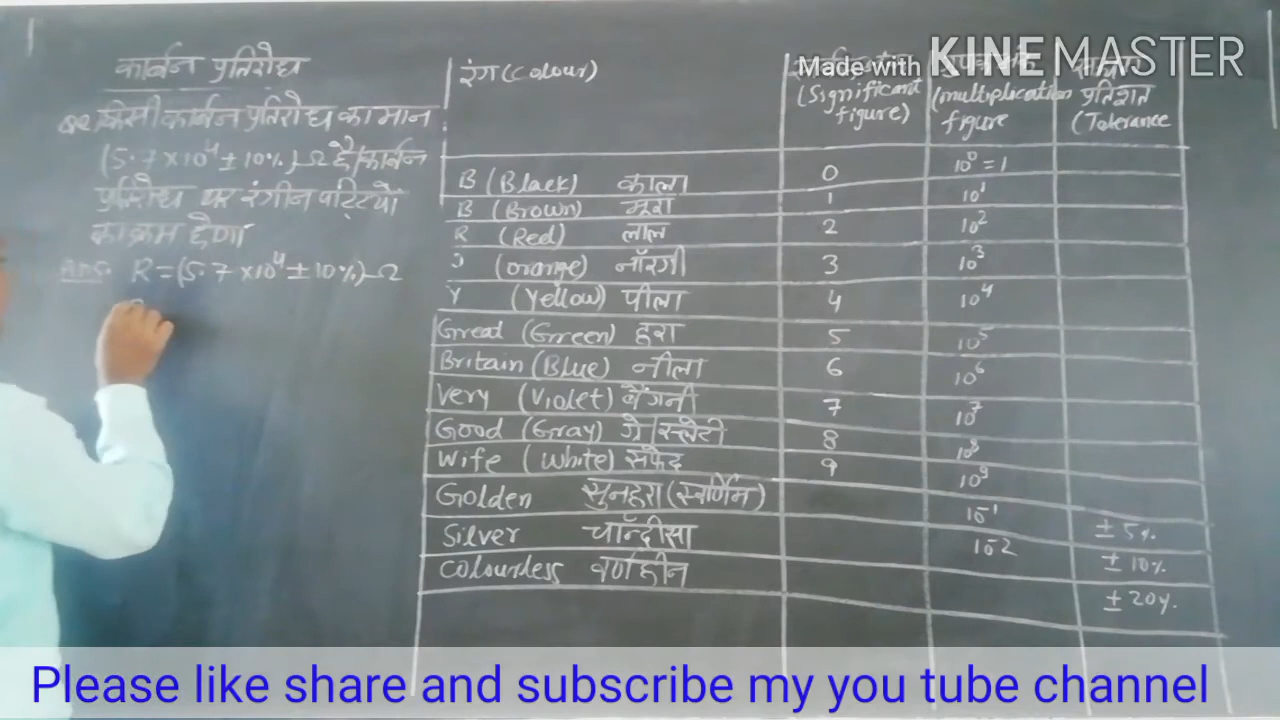 कार्बन प्रतिरोध
किसी कार्बन प्रतिरोध का मान
(5.7 × 10⁴ ± 10%) Ω है। कार्बन
प्रतिरोध पर रंगीन पट्टियों
का क्रम होगा
Ans. R = (5.7 × 10⁴ ± 10%) Ω
रंग (Colour)
(Significant figure)
(multiplication figure
प्रतिशत
(Tolerance
B (Black) काला 0 10⁰ = 1
B (Brown) भूरा 1 10¹
R (Red) लाल 2 10²
(orange) नॉरंगी 3 10³
Y (Yellow) पीला 4 10⁴
Great (Green) हरा 5 10⁵
Britain (Blue) नीला 6 10⁶
Very (Violet) बैंगनी 7 10⁷
Good (Gray) ग्रे/स्लेटी 8 10⁸
Wife (White) सफेद 9 10⁹
Golden सुनहरा (स्वर्णिम) 10⁻¹ ± 5%
Silver चाँन्दीसा 10⁻² ± 10%
Colourless वर्णहीन ± 20%
Made with KINEMASTER
Please like share and subscribe my you tube channel